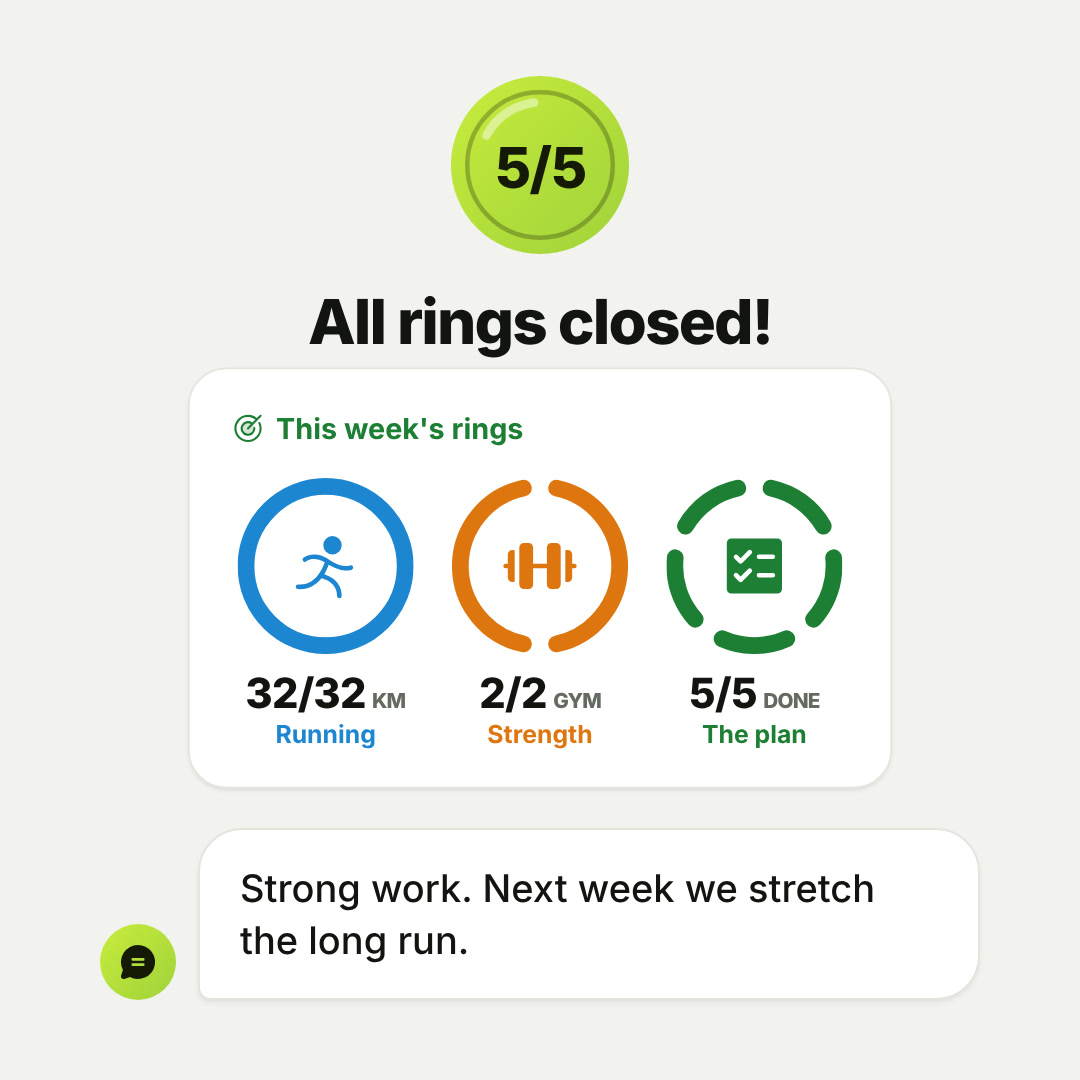 5/5
All rings closed!
This week's rings
32/32 KM
Running
2/2 GYM
Strength
5/5 DONE
The plan
Strong work. Next week we stretch
the long run.